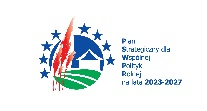 Plan
Strategiczny dla
Wspólnej
Polityki
Rolnej
na lata 2023-2027